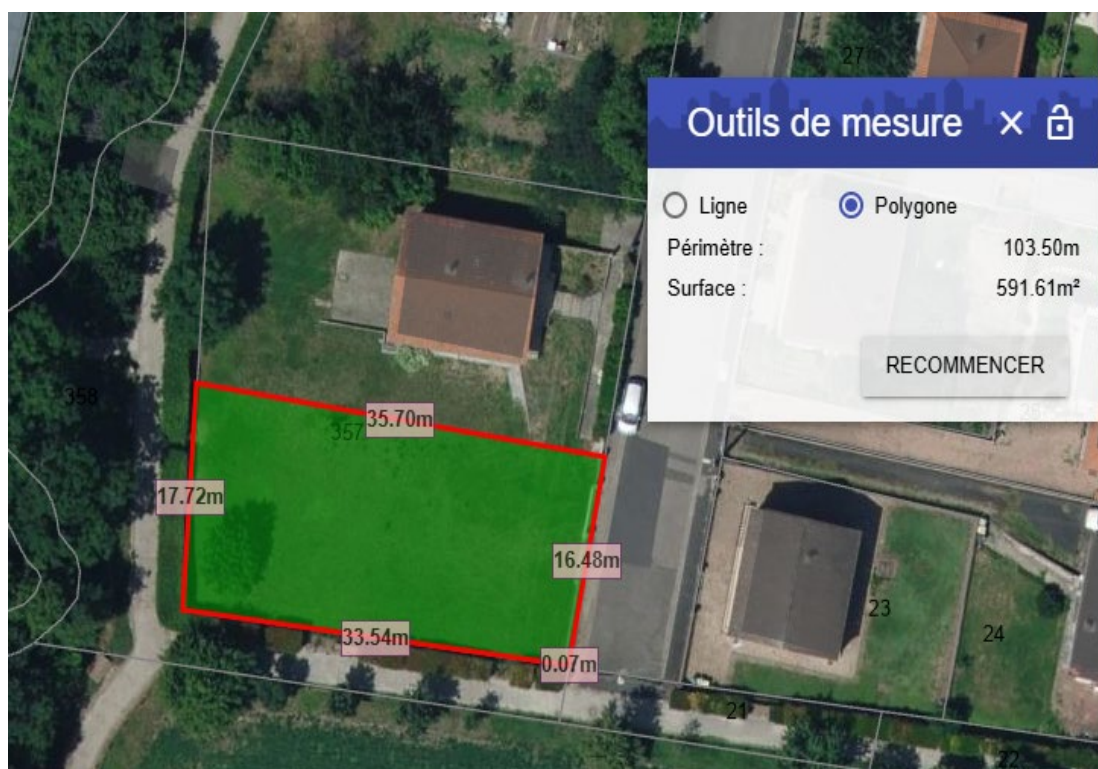 27
Outils de mesure
Ligne
Polygone
Périmètre :
103.50m
Surface :
591.61m²
RECOMMENCER
358
35.70m
357
17.72m
16.48m
33.54m
0.07m
23
24
21
22